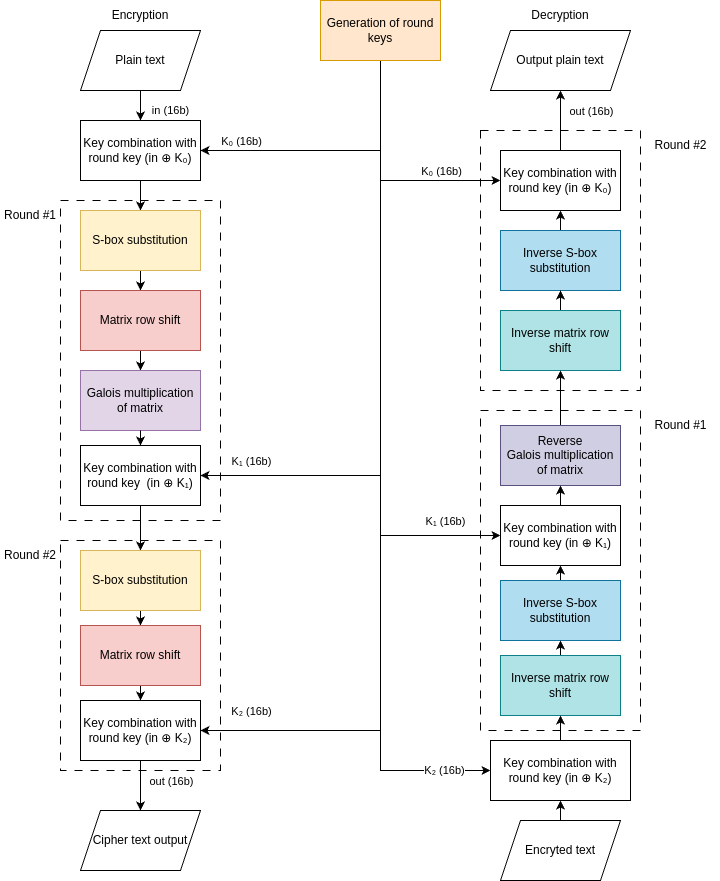 Encryption
Plain text
in (16b)
Key combination with
round key (in ⊕ K₀)
Round #1
S-box substitution
Matrix row shift
Galois multiplication
of matrix
Key combination with
round key (in ⊕ K₁)
Round #2
S-box substitution
Matrix row shift
Key combination with
round key (in ⊕ K₂)
out (16b)
Cipher text output
Generation of round
keys
K₀ (16b)
K₁ (16b)
K₂ (16b)
K₀ (16b)
K₁ (16b)
K₂ (16b)
Decryption
Output plain text
out (16b)
Round #2
Key combination with
round key (in ⊕ K₀)
Inverse S-box
substitution
Inverse matrix row
shift
Round #1
Reverse
Galois multiplication
of matrix
Key combination with
round key (in ⊕ K₁)
Inverse S-box
substitution
Inverse matrix row
shift
Key combination with
round key (in ⊕ K₂)
Encryted text